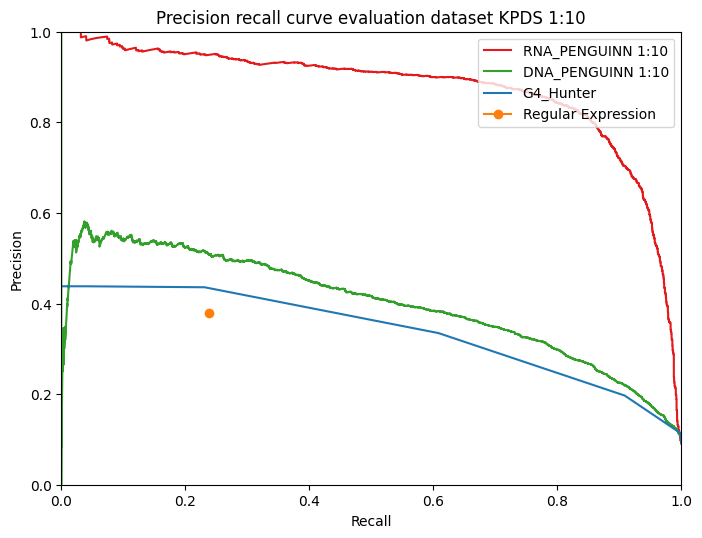 Precision recall curve evaluation dataset KPDS 1:10
RNA_PENGUINN 1:10
DNA_PENGUINN 1:10
G4_Hunter
Regular Expression
1.0
0.8
0.6
0.4
0.2
0.0
Precision
0.0 0.2 0.4 0.6 0.8 1.0
Recall